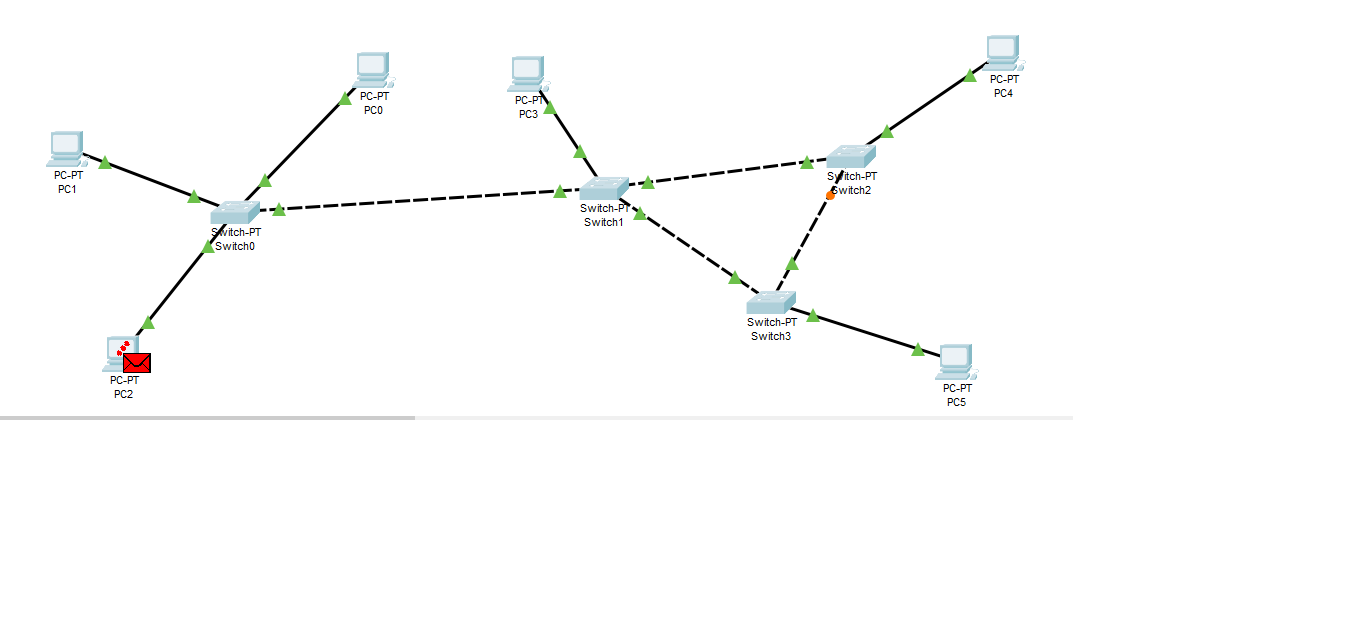 PC-PT
PC0
PC-PT
PC3
PC-PT
PC4
PC-PT
PC1
Switch-PT
Switch2
Switch-PT
Switch1
Switch-PT
Switch0
Switch-PT
Switch3
PC-PT
PC2
PC-PT
PC5